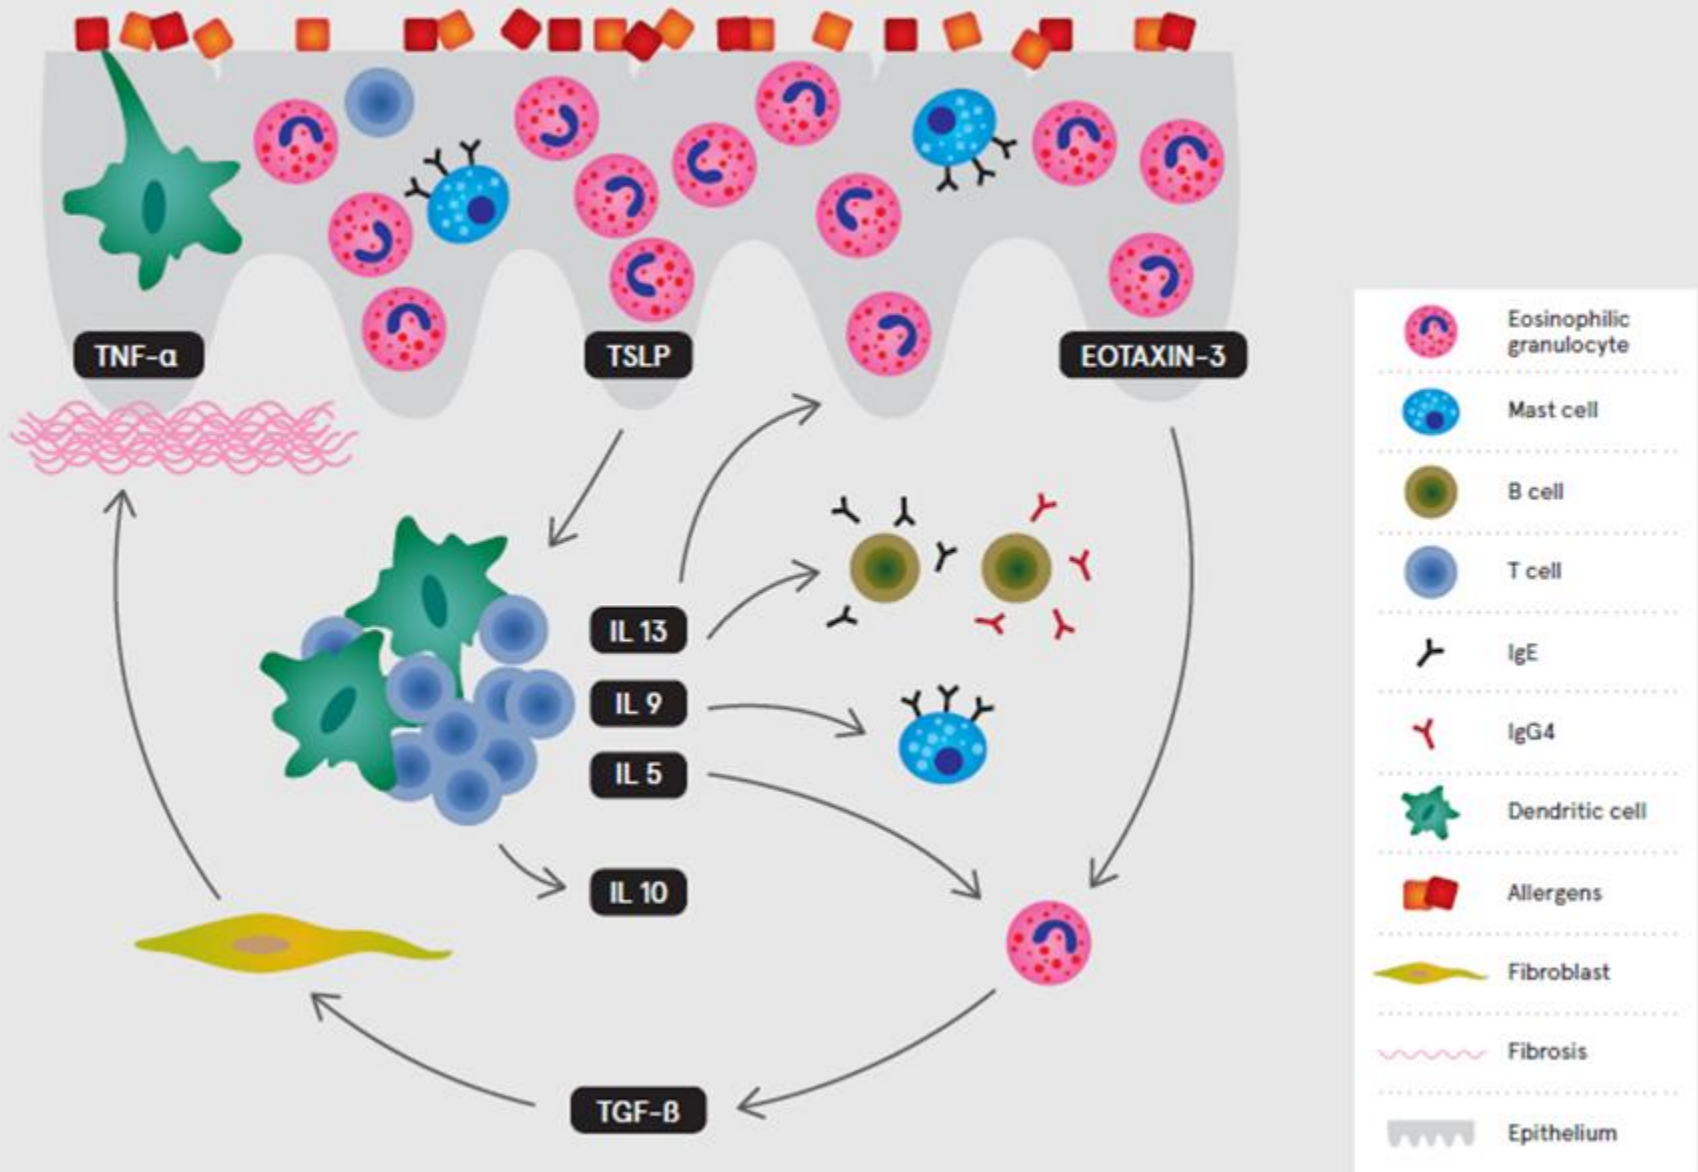 TNF-α
TSLP
EOTAXIN-3
IL 13
IL 9
IL 5
IL 10
TGF-ß
Eosinophilic
granulocyte
Mast cell
B cell
T cell
IgE
IgG4
Dendritic cell
Allergens
Fibroblast
Fibrosis
Epithelium